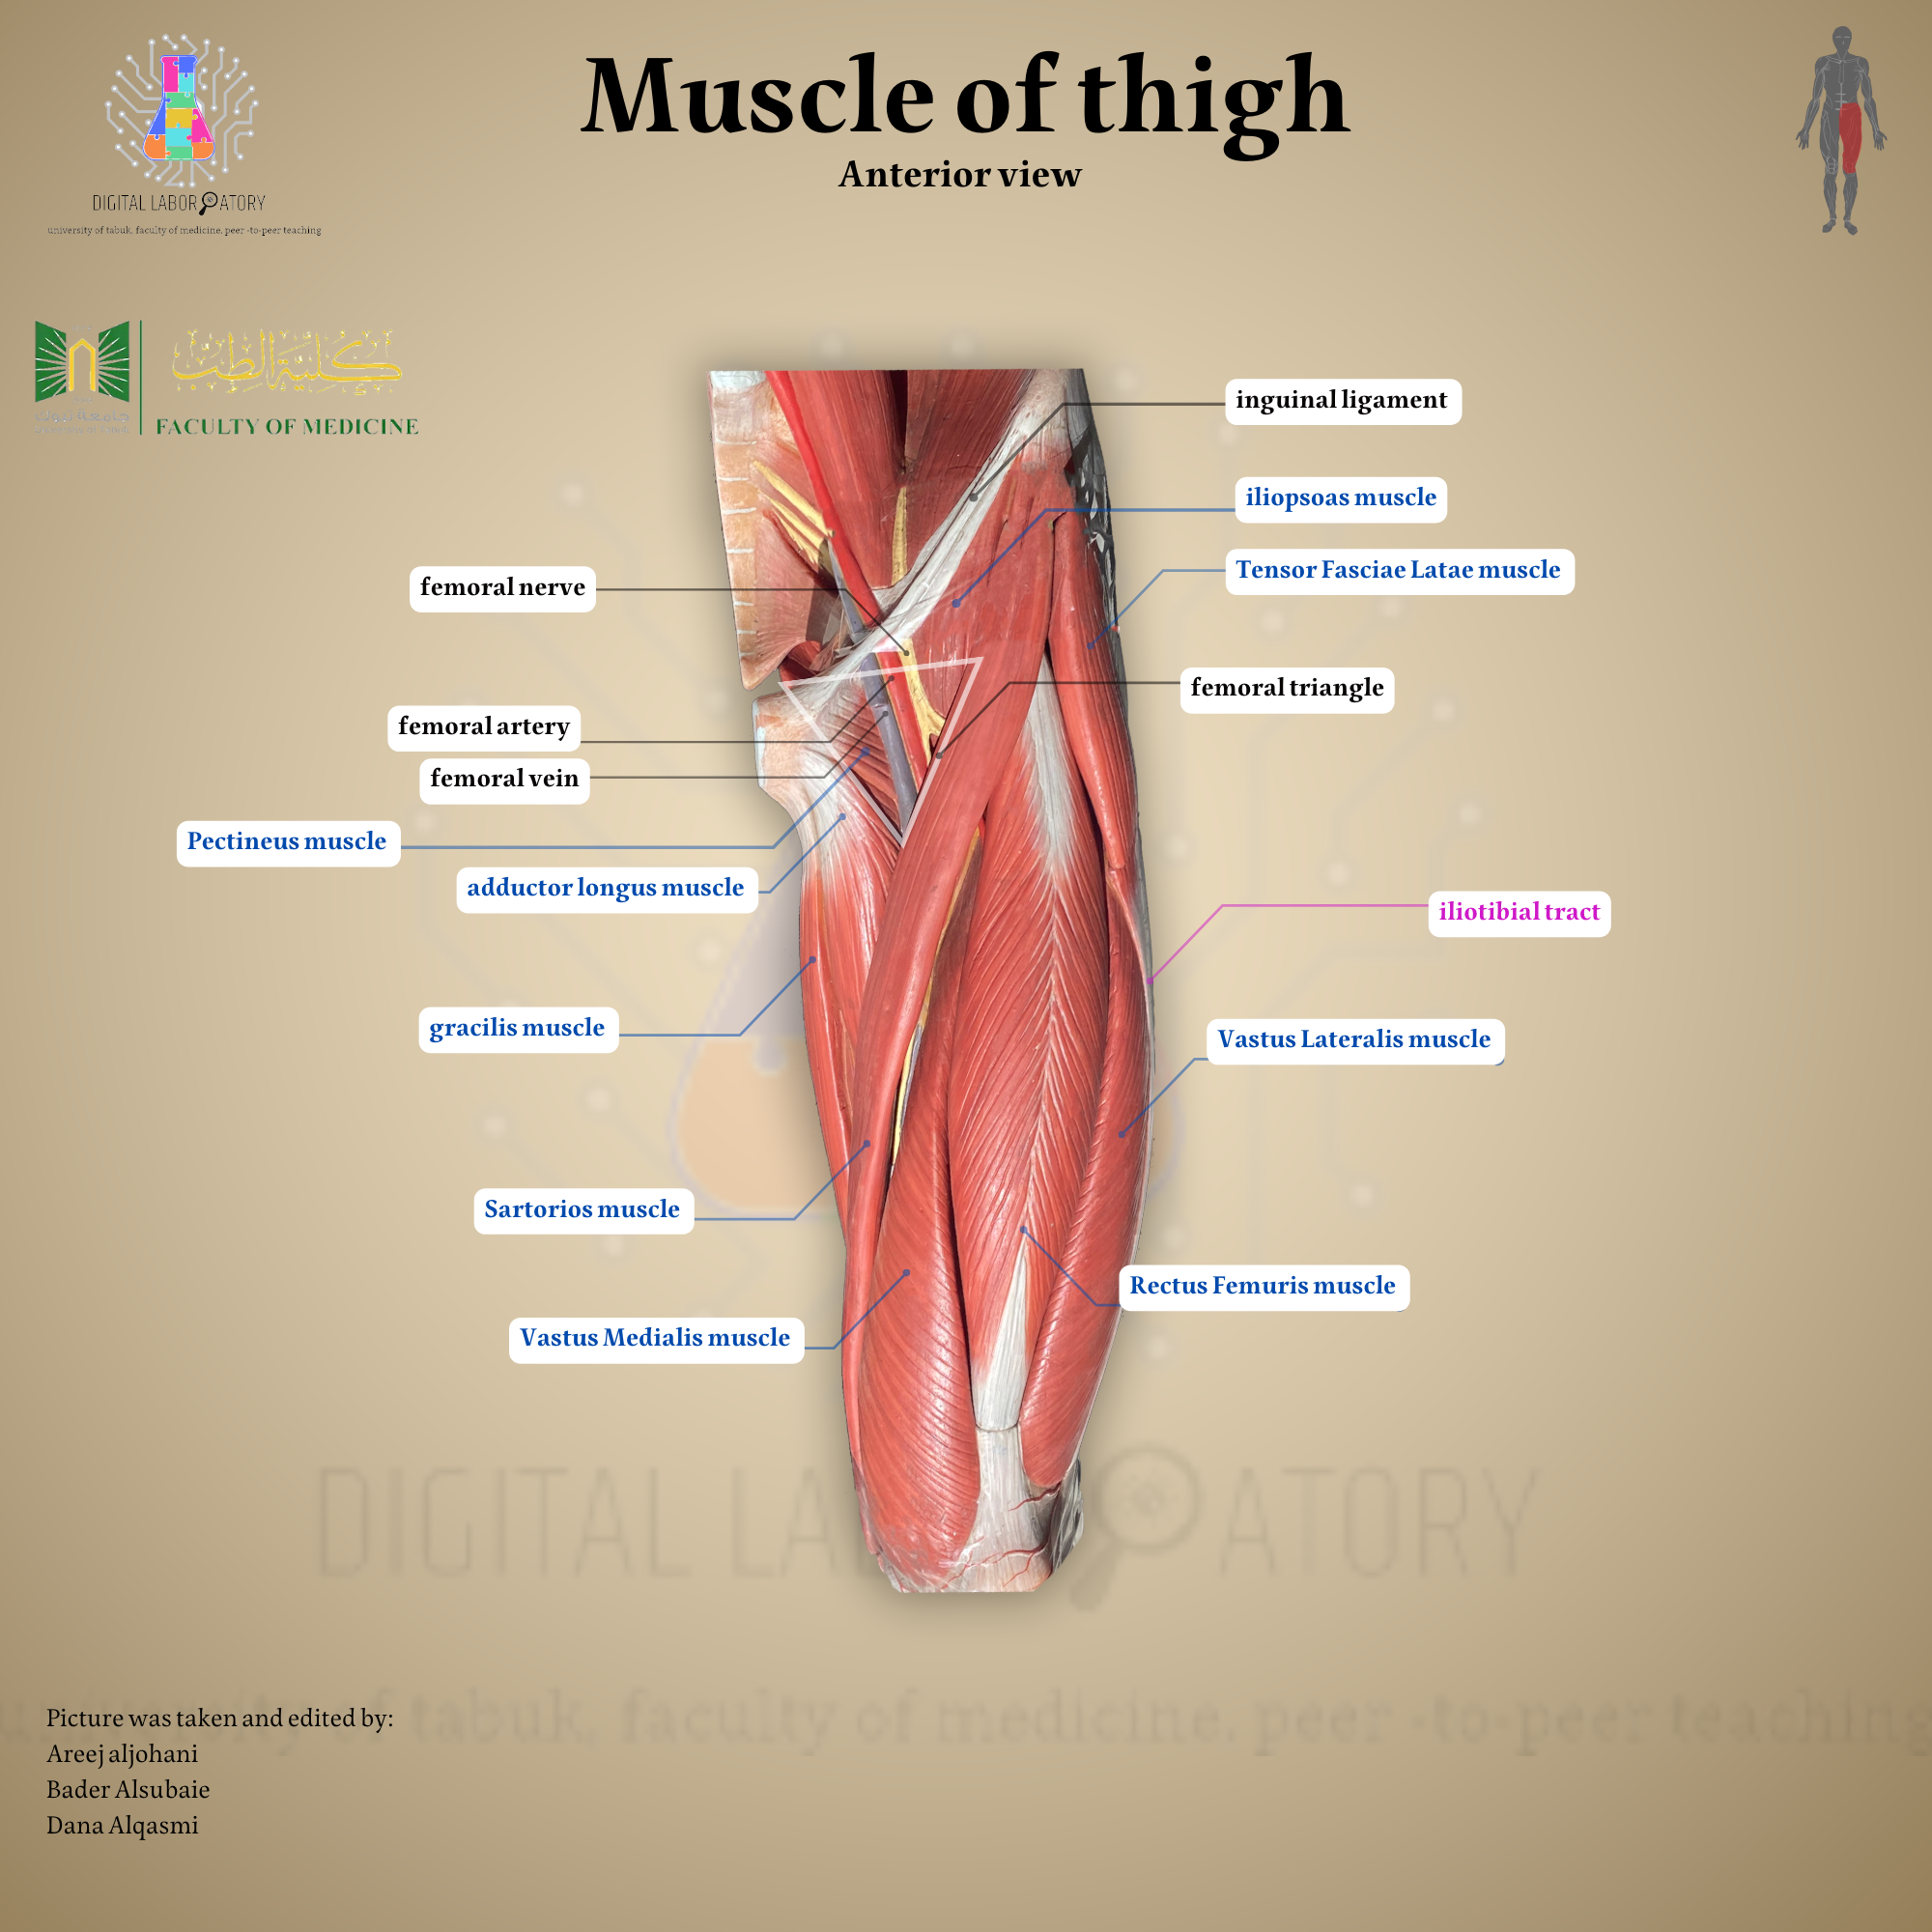 Muscle of thigh
Anterior view
DIGITAL LABORATORY
university of tabuk, faculty of medicine. peer -to-peer teaching
كلية الطب
FACULTY OF MEDICINE
inguinal ligament
iliopsoas muscle
Tensor Fasciae Latae muscle
femoral nerve
femoral triangle
femoral artery
femoral vein
Pectineus muscle
adductor longus muscle
iliotibial tract
gracilis muscle
Vastus Lateralis muscle
Sartorios muscle
Rectus Femuris muscle
Vastus Medialis muscle
DIGITAL LA ATORY
university of tabuk, faculty of medicine. peer -to-peer teaching
Picture was taken and edited by:
Areej aljohani
Bader Alsubaie
Dana Alqasmi